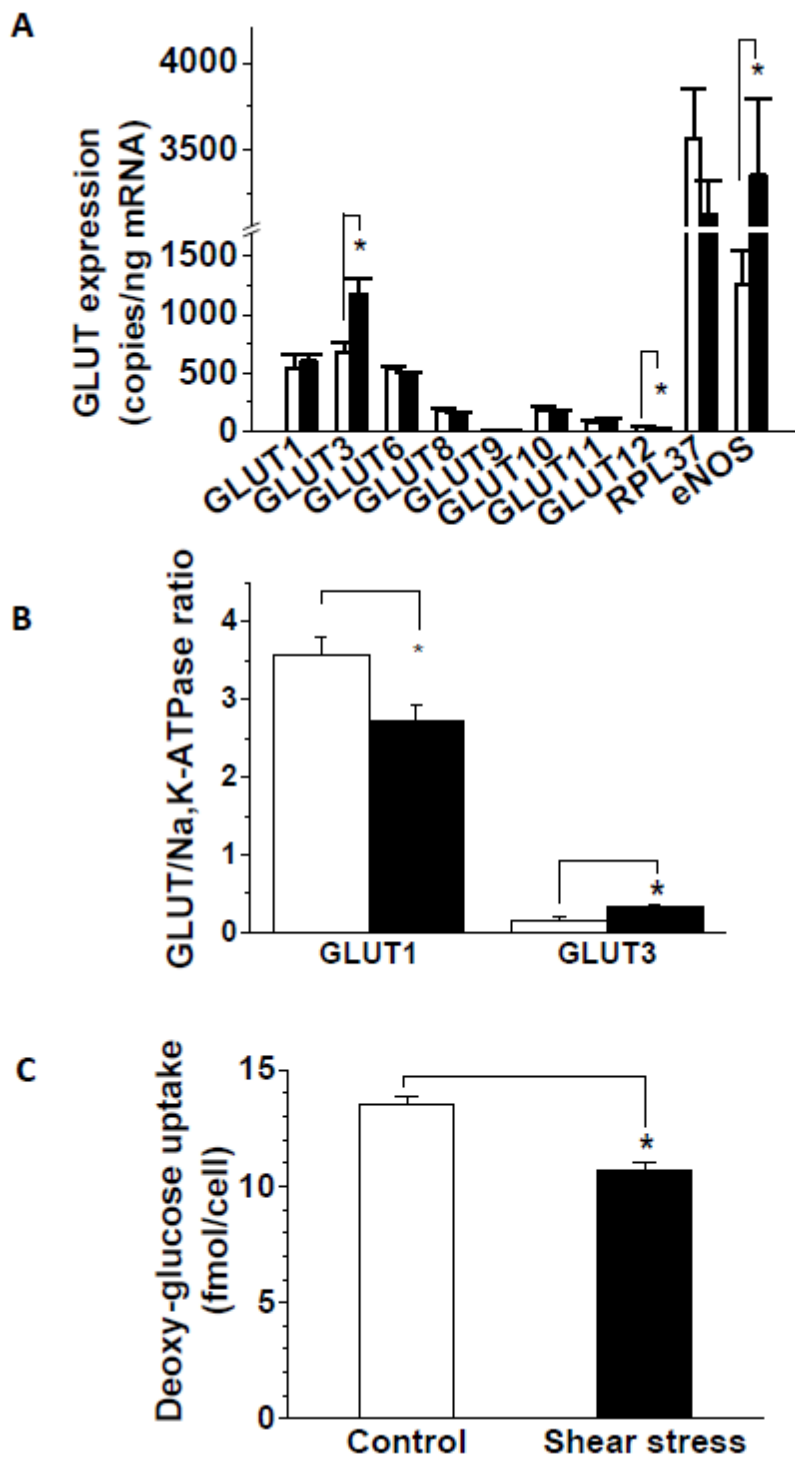 A
GLUT expression
(copies/ng mRNA)
4000
3500
1500
1000
500
0
*
*
*
GLUT1
GLUT3
GLUT6
GLUT8
GLUT9
GLUT10
GLUT11
GLUT12
RPL37
eNOS
B
GLUT/Na,K-ATPase ratio
4
3
2
1
0
*
*
GLUT1 GLUT3
C
Deoxy-glucose uptake
(fmol/cell)
15
10
5
0
*
Control Shear stress